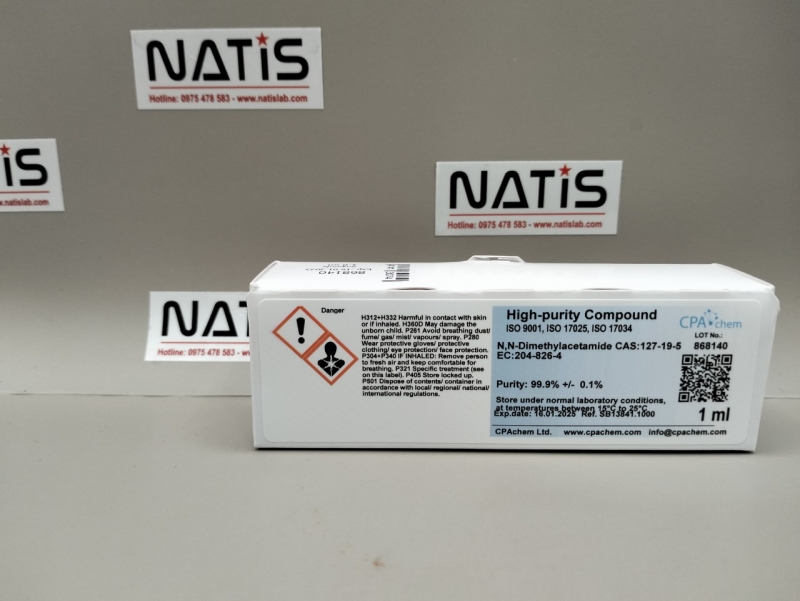 NATIS
Hotline: 0975 478 583 - www.natislab.com
iS
w.natislab.com
NATIS
Hotline: 0975 478 583 - www.natislab.com
NATIS
Hotline:
868140
Danger
H312+H332 Harmful in contact with skin
or if inhaled. H360D May damage the
unborn child. P261 Avoid breathing dust/
fume/ gas/ mist/ vapours/ spray. P280
Wear protective gloves/ protective
clothing/ eye protection/ face protection.
P304+P340 IF INHALED: Remove person
to fresh air and keep comfortable for
breathing. P321 Specific treatment (see
on this label). P405 Store locked up.
P501 Dispose of contents/ container in
accordance with local/ regional/ national/
international regulations.
High-purity Compound
ISO 9001, ISO 17025, ISO 17034
N,N-Dimethylacetamide CAS:127-19-5
EC:204-826-4
Purity: 99.9% +/- 0.1%
Store under normal laboratory conditions,
at temperatures between 15°C to 25°C.
Exp.date: 16.01.2025 Ref. SB13841.1000
CPAchem Ltd. www.cpachem.com info@cpachem.com
CPAchem
LOT No.:
868140
1 ml